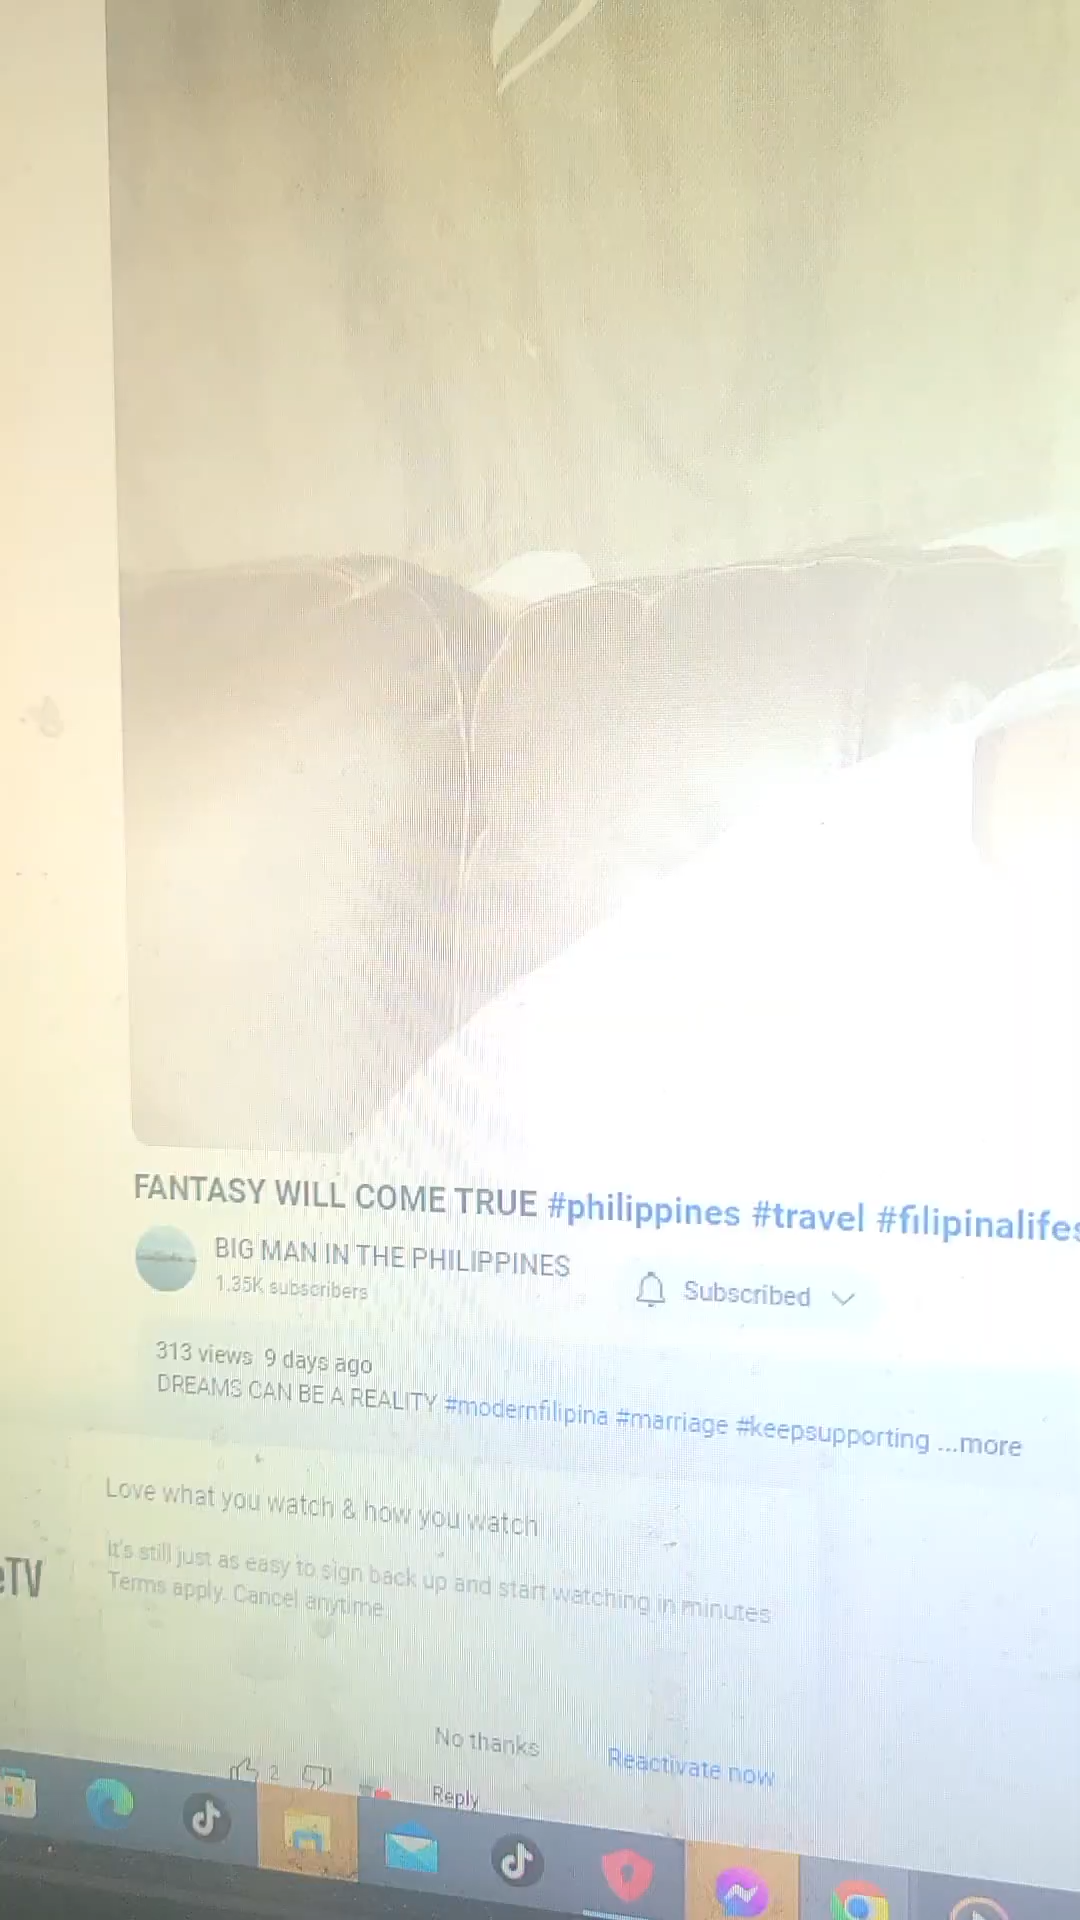 FANTASY WILL COME TRUE #philippines #travel #filipinalifes
BIG MAN IN THE PHILIPPINES
1.35K subscribers
Subscribed
313 views 9 days ago
DREAMS CAN BE A REALITY #modernfilipina #marriage #keepsupporting ...more
Love what you watch & how you watch
It's still just as easy to sign back up and start watching in minutes
Terms apply. Cancel anytime.
eTV
No thanks
Reactivate now
2
Reply